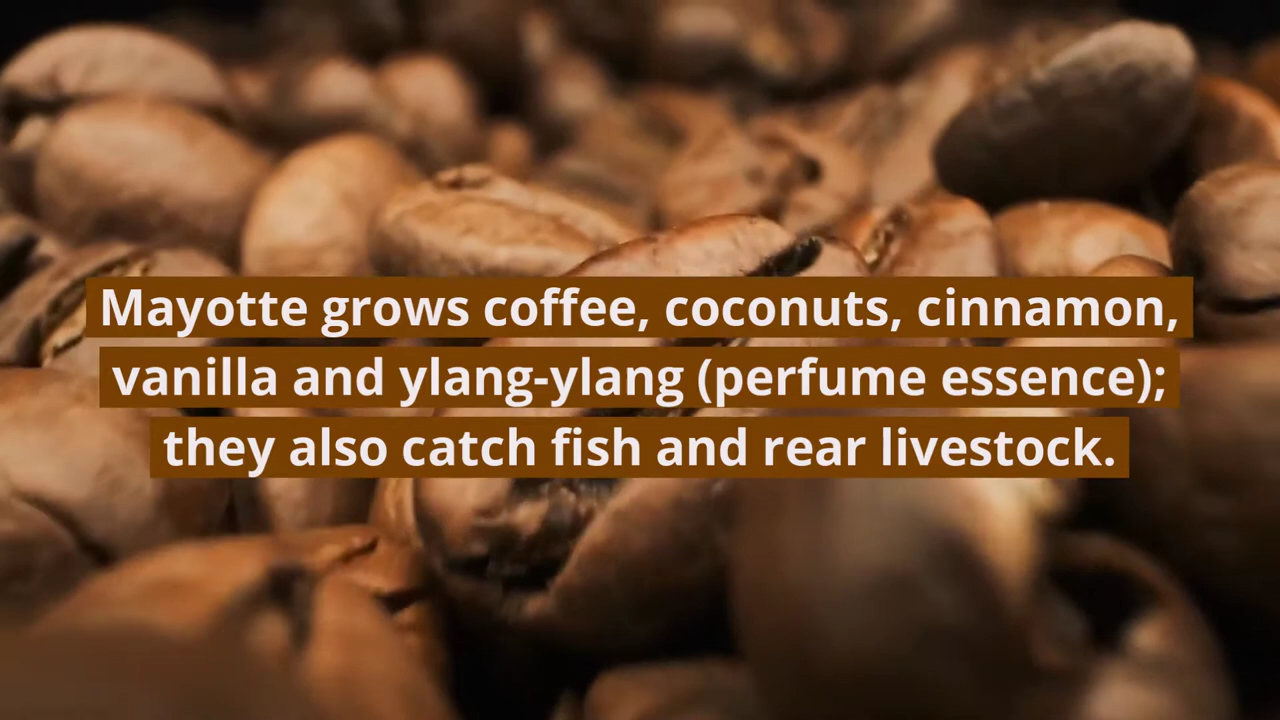 Mayotte grows coffee, coconuts, cinnamon,
vanilla and ylang-ylang (perfume essence);
they also catch fish and rear livestock.